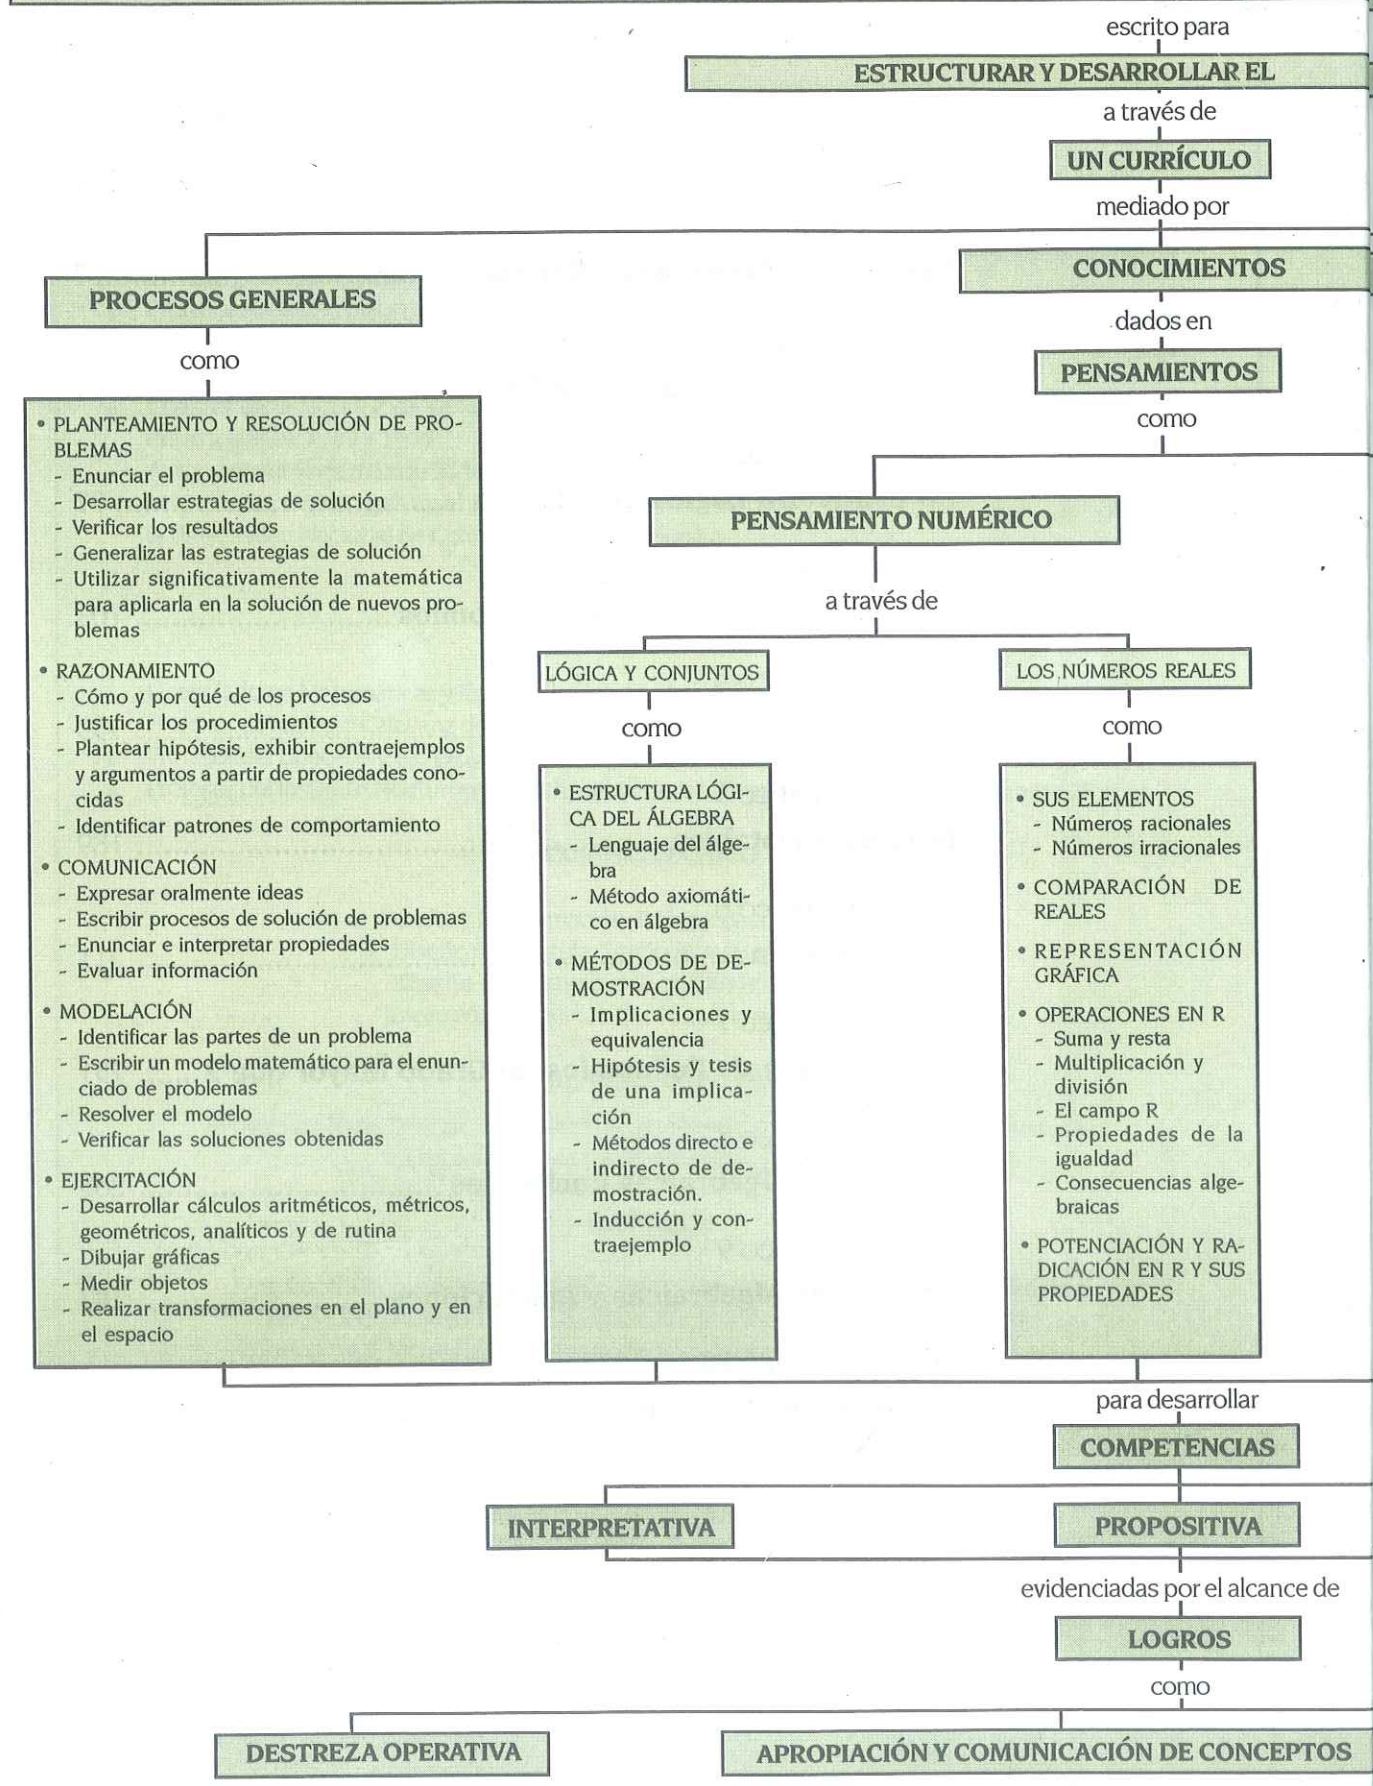 escrito para
ESTRUCTURAR Y DESARROLLAR EL
a través de
UN CURRÍCULO
mediado por
PROCESOS GENERALES
CONOCIMIENTOS
dados en
PENSAMIENTOS
como
como
• PLANTEAMIENTO Y RESOLUCIÓN DE PRO-
BLEMAS
- Enunciar el problema
- Desarrollar estrategias de solución
- Verificar los resultados
- Generalizar las estrategias de solución
- Utilizar significativamente la matemática
para aplicarla en la solución de nuevos pro-
blemas
• RAZONAMIENTO
- Cómo y por qué de los procesos
- Justificar los procedimientos
- Plantear hipótesis, exhibir contraejemplos
y argumentos a partir de propiedades cono-
cidas
- Identificar patrones de comportamiento
• COMUNICACIÓN
- Expresar oralmente ideas
- Escribir procesos de solución de problemas
- Enunciar e interpretar propiedades
- Evaluar información
• MODELACIÓN
- Identificar las partes de un problema
- Escribir un modelo matemático para el enun-
ciado de problemas
- Resolver el modelo
- Verificar las soluciones obtenidas
• EJERCITACIÓN
- Desarrollar cálculos aritméticos, métricos,
geométricos, analíticos y de rutina
- Dibujar gráficas
- Medir objetos
- Realizar transformaciones en el plano y en
el espacio
PENSAMIENTO NUMÉRICO
a través de
LÓGICA Y CONJUNTOS
como
• ESTRUCTURA LÓGI-
CA DEL ÁLGEBRA
- Lenguaje del álge-
bra
- Método axiomáti-
co en álgebra
• MÉTODOS DE DE-
MOSTRACIÓN
- Implicaciones y
equivalencia
- Hipótesis y tesis
de una implica-
ción
- Métodos directo e
indirecto de de-
mostración.
- Inducción y con-
traejemplo
LOS NÚMEROS REALES
como
• SUS ELEMENTOS
- Números racionales
- Números irracionales
• COMPARACIÓN DE
REALES
• REPRESENTACIÓN
GRÁFICA
• OPERACIONES EN R
- Suma y resta
- Multiplicación y
división
- El campo R
- Propiedades de la
igualdad
- Consecuencias alge-
braicas
• POTENCIACIÓN Y RA-
DICACIÓN EN R Y SUS
PROPIEDADES
para desarrollar
COMPETENCIAS
INTERPRETATIVA
PROPOSITIVA
evidenciadas por el alcance de
LOGROS
como
DESTREZA OPERATIVA
APROPIACIÓN Y COMUNICACIÓN DE CONCEPTOS